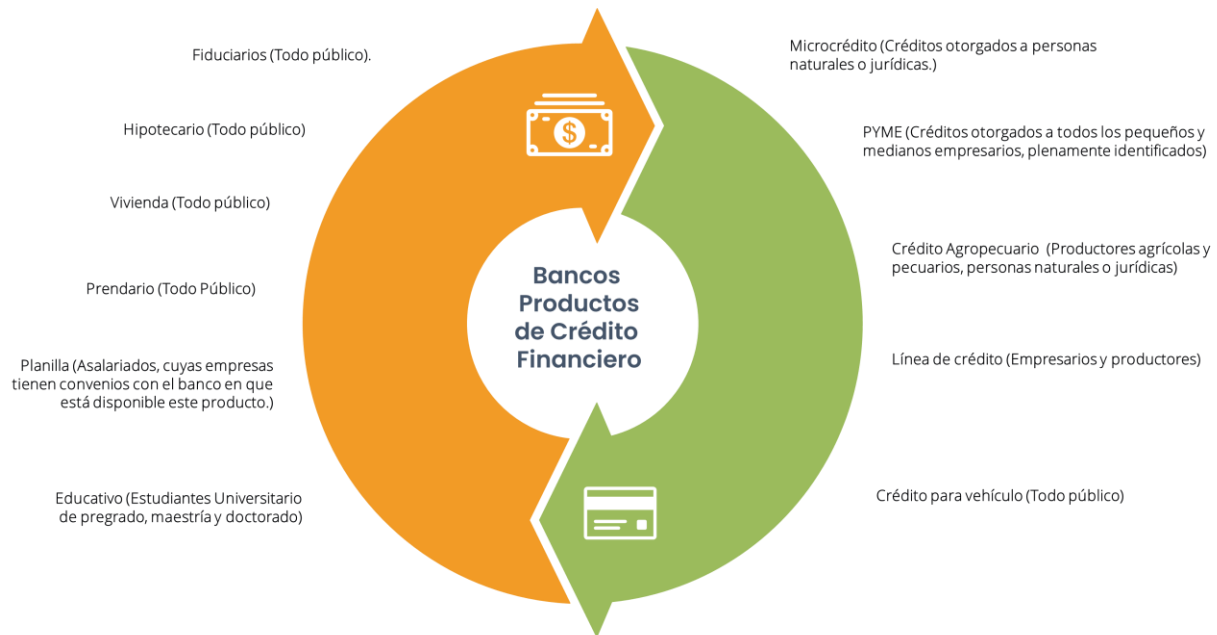 Fiduciarios (Todo público).
Hipotecario (Todo público)
Vivienda (Todo público)
Prendario (Todo Público)
Planilla (Asalariados, cuyas empresas
tienen convenios con el banco en que
está disponible este producto.)
Educativo (Estudiantes Universitario
de pregrado, maestría y doctorado)
$
Bancos
Productos
de Crédito
Financiero
Microcrédito (Créditos otorgados a personas
naturales o jurídicas.)
PYME (Créditos otorgados a todos los pequeños y
medianos empresarios, plenamente identificados)
Crédito Agropecuario (Productores agrícolas y
pecuarios, personas naturales o jurídicas)
Línea de crédito (Empresarios y productores)
Crédito para vehículo (Todo público)